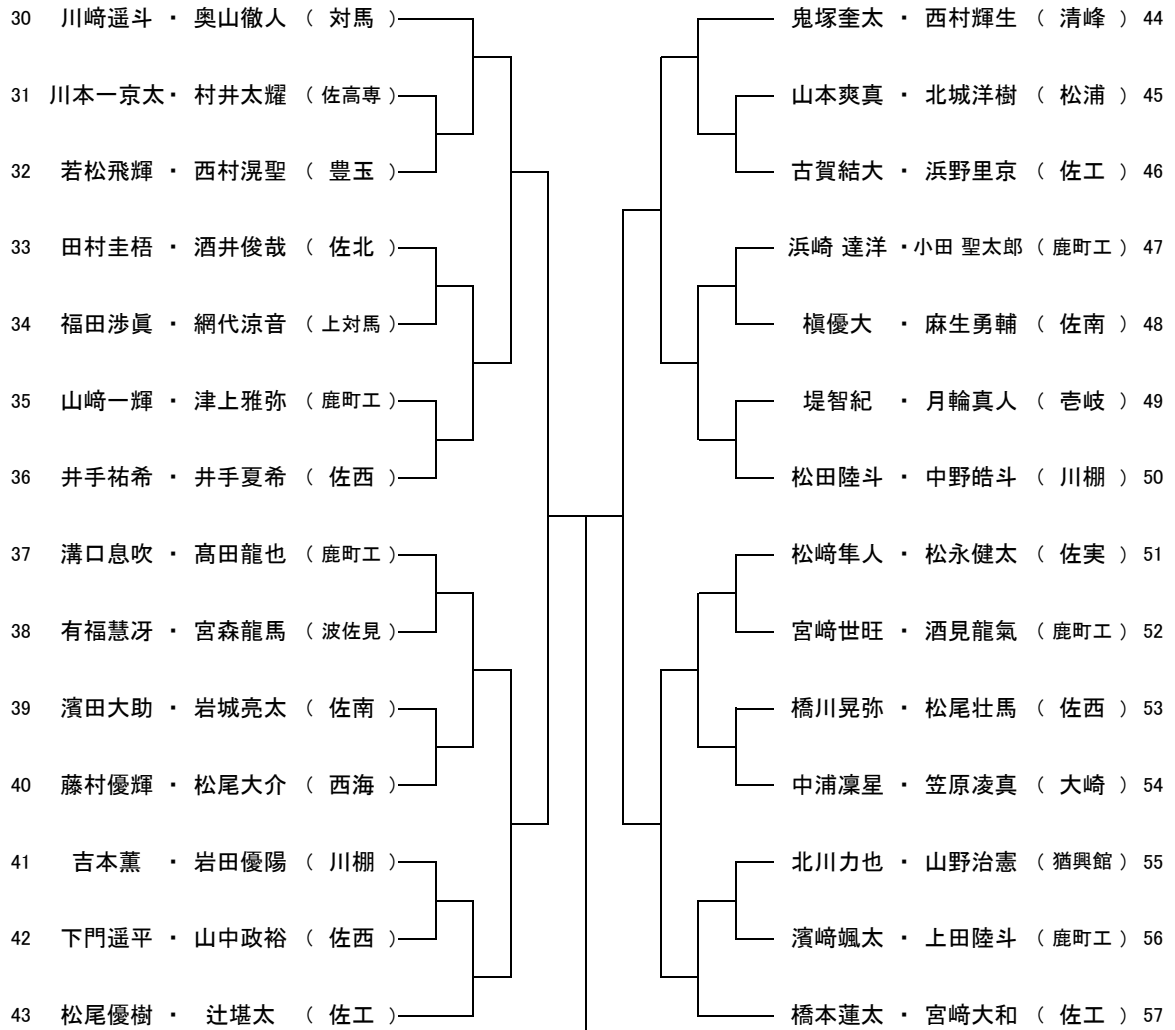 30 川﨑遥斗 ・ 奥山徹人 （ 対馬 ）
31 川本一京太・ 村井太耀 （ 佐高専 ）
32 若松飛輝 ・ 西村滉聖 （ 豊玉 ）
33 田村圭梧 ・ 酒井俊哉 （ 佐北 ）
34 福田渉眞 ・ 網代涼音 （ 上対馬 ）
35 山﨑一輝 ・ 津上雅弥 （ 鹿町工 ）
36 井手祐希 ・ 井手夏希 （ 佐西 ）
37 溝口息吹 ・ 髙田龍也 （ 鹿町工 ）
38 有福慧冴 ・ 宮森龍馬 （ 波佐見 ）
39 濱田大助 ・ 岩城亮太 （ 佐南 ）
40 藤村優輝 ・ 松尾大介 （ 西海 ）
41 吉本薫 ・ 岩田優陽 （ 川棚 ）
42 下門遥平 ・ 山中政裕 （ 佐西 ）
43 松尾優樹 ・ 辻堪太 （ 佐工 ）
鬼塚奎太 ・ 西村輝生 （ 清峰 ） 44
山本爽真 ・ 北城洋樹 （ 松浦 ） 45
古賀結大 ・ 浜野里京 （ 佐工 ） 46
浜崎 達洋 ・小田 聖太郎 （ 鹿町工 ） 47
槇優大 ・ 麻生勇輔 （ 佐南 ） 48
堤智紀 ・ 月輪真人 （ 壱岐 ） 49
松田陸斗 ・ 中野皓斗 （ 川棚 ） 50
松﨑隼人 ・ 松永健太 （ 佐実 ） 51
宮﨑世旺 ・ 酒見龍氣 （ 鹿町工 ） 52
橋川晃弥 ・ 松尾壮馬 （ 佐西 ） 53
中浦凜星 ・ 笠原凌真 （ 大崎 ） 54
北川力也 ・ 山野治憲 （ 猶興館 ） 55
濱﨑颯太 ・ 上田陸斗 （ 鹿町工 ） 56
橋本蓮太 ・ 宮﨑大和 （ 佐工 ） 57